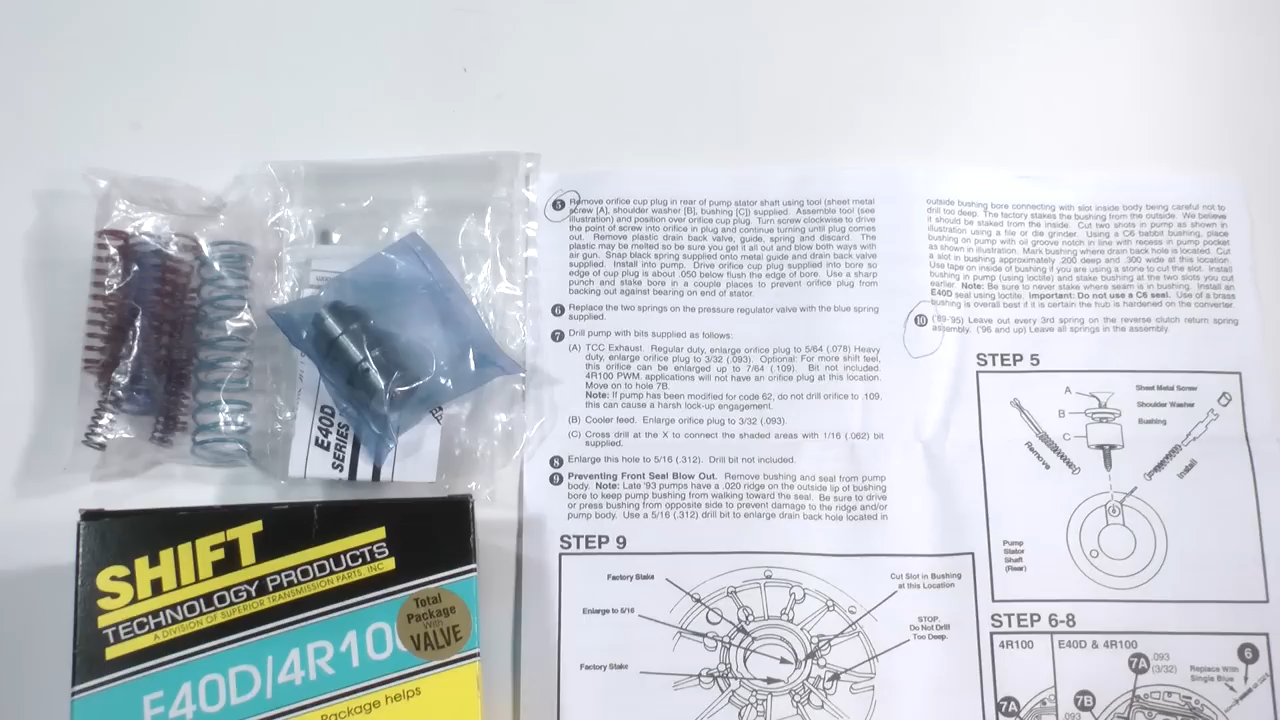 5 Remove orifice cup plug in rear of pump stator shaft using tool (sheet metal
screw [A], shoulder washer [B], bushing [C]) supplied. Assemble tool (see
illustration) and position over orifice cup plug. Turn screw clockwise to drive
the point of screw into orifice in plug and continue turning until plug comes
out. Remove plastic drain back valve, guide, spring and discard. The
plastic may be melted so be sure you get it all out and blow both ways with
air gun. Snap black spring supplied onto metal guide and drain back valve
supplied. Install into pump. Drive orifice cup plug supplied into bore so
edge of cup plug is about .050 below flush the edge of bore. Use a sharp
punch and stake bore in a couple places to prevent orifice plug from
backing out against bearing on end of stator.
6 Replace the two springs on the pressure regulator valve with the blue spring
supplied.
7 Drill pump with bits supplied as follows:
(A) TCC Exhaust. Regular duty, enlarge orifice plug to 5/64 (.078) Heavy
duty, enlarge orifice plug to 3/32 (.093). Optional: For more shift feel,
this orifice can be enlarged up to 7/64 (.109). Bit not included.
4R100 PWM, applications will not have an orifice plug at this location.
Move on to hole 7B.
Note: If pump has been modified for code 62, do not drill orifice to .109,
this can cause a harsh lock-up engagement.
(B) Cooler feed. Enlarge orifice plug to 3/32 (.093).
(C) Cross drill at the X to connect the shaded areas with 1/16 (.062) bit
supplied.
8 Enlarge this hole to 5/16 (.312). Drill bit not included.
9 Preventing Front Seal Blow Out. Remove bushing and seal from pump
body. Note: Late '93 pumps have a .020 ridge on the outside lip of bushing
bore to keep pump bushing from walking toward the seal. Be sure to drive
or press bushing from opposite side to prevent damage to the ridge and/or
pump body. Use a 5/16 (.312) drill bit to enlarge drain back hole located in
outside bushing bore connecting with slot inside body being careful not to
drill too deep. The factory stakes the bushing from the outside. We believe
it should be staked from the inside. Cut two shots in pump as shown in
illustration using a file or die grinder. Using a C6 babbit bushing, place
bushing on pump with oil groove notch in line with recess in pump pocket
as shown in illustration. Mark bushing where drain back hole is located. Cut
a slot in bushing approximately .200 deep and .300 wide at this location.
Use tape on inside of bushing if you are using a stone to cut the slot. Install
bushing in pump (using loctite) and stake bushing at the two slots you cut
earlier. Note: Be sure to never stake where seam is in bushing. Install an
E40D seal using loctite. Important: Do not use a C6 seal. Use of a brass
bushing is overall best if it is certain the hub is hardened on the converter.
10 ('89-'95) Leave out every 3rd spring on the reverse clutch return spring
assembly. ('96 and up) Leave all springs in the assembly.
STEP 5
A
B
C
Sheet Metal Screw
Shoulder Washer
Bushing
Remove
Install
Pump
Stator
Shaft
(Rear)
STEP 9
Factory Stake
Enlarge to 5/16
Factory Stake
Cut Slot in Bushing
at this Location
STOP.
Do Not Drill
Too Deep.
STEP 6-8
4R100
E40D & 4R100
7A
7B
.093
7A
.093
(3/32)
Replace With
Single Blue
6
E40D
SERIES
SHIFT
TECHNOLOGY PRODUCTS
A DIVISION OF SUPERIOR TRANSMISSION PARTS, INC
Total
Package
With
VALVE
E40D/4R100
Package helps